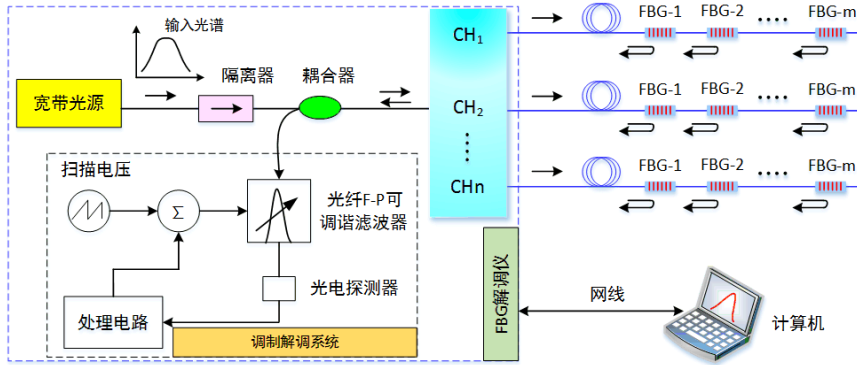 输入光谱
宽带光源
隔离器
耦合器
CH1
CH2
CHn
FBG-1
FBG-2
FBG-m
FBG-1
FBG-2
FBG-m
FBG-1
FBG-2
FBG-m
扫描电压
Σ
光纤F-P可
调谐滤波器
光电探测器
处理电路
调制解调系统
FBG解调仪
网线
计算机